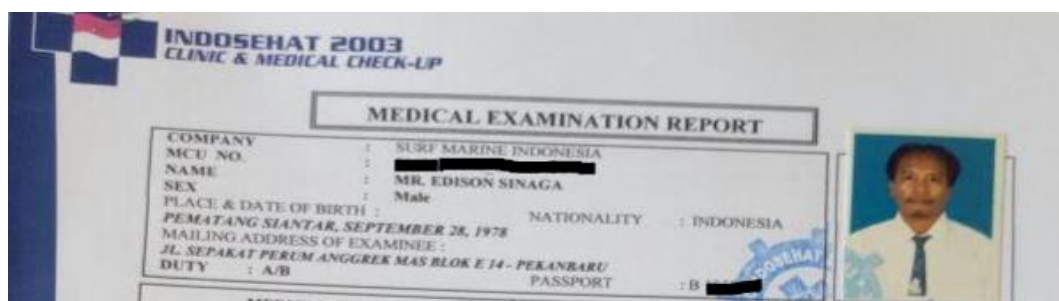 INDOSEHAT 2003
CLINIC & MEDICAL CHECK-UP
MEDICAL EXAMINATION REPORT
COMPANY : SURF MARINE INDONESIA
MCU NO. :
NAME : MR. EDISON SINAGA
SEX : Male
PLACE & DATE OF BIRTH : NATIONALITY : INDONESIA
PEMATANG SIANTAR, SEPTEMBER 28, 1978
MAILING ADDRESS OF EXAMINEE :
JL. SEPAKAT PERUM ANGGREK MAS BLOK E 14 - PEKANBARU
DUTY : A/B PASSPORT : B